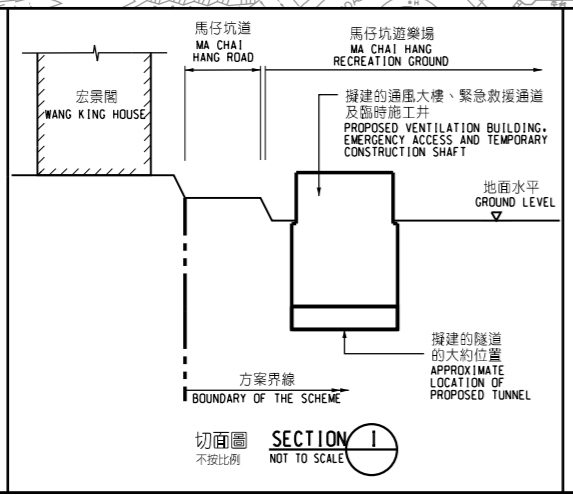 馬仔坑道
MA CHAI
HANG ROAD
馬仔坑遊樂場
MA CHAI HANG
RECREATION GROUND
宏景閣
WANG KING HOUSE
擬建的通風大樓、緊急救援通道
及臨時施工井
PROPOSED VENTILATION BUILDING,
EMERGENCY ACCESS AND TEMPORARY
CONSTRUCTION SHAFT
地面水平
GROUND LEVEL
擬建的隧道
的大約位置
APPROXIMATE
LOCATION OF
PROPOSED TUNNEL
方案界線
BOUNDARY OF THE SCHEME
切面圖
不按比例
SECTION 1
NOT TO SCALE